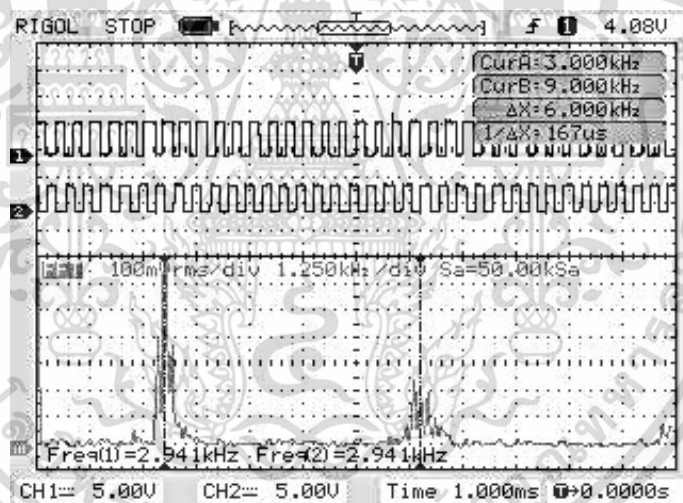 RIGOL STOP T f 1 4.08V
T
CurA=3.000kHz
CurB=9.000kHz
ΔX=6.000kHz
1/ΔX=167us
1
2
FFT 100mVrms/div 1.250kHz/div Sa=50.00kSa
Freq(1)=2.941kHz Freq(2)=2.941kHz
CH1= 5.00V CH2= 5.00V Time 1.000ms T→0.0000s